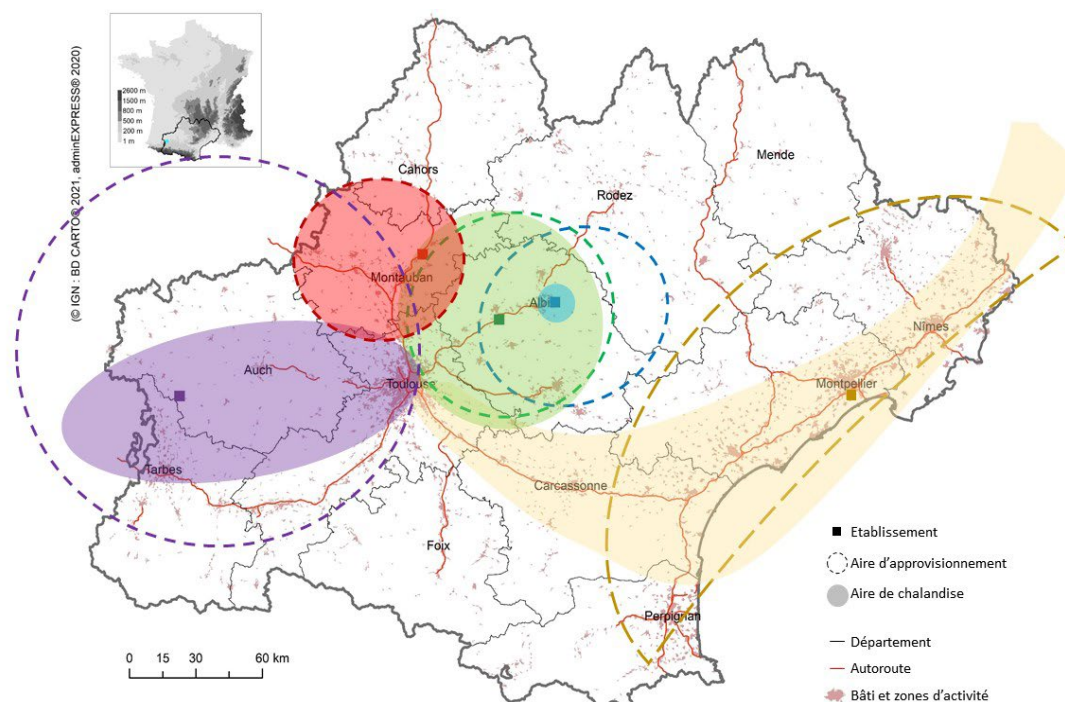 (© IGN : BD CARTO® 2021, adminEXPRESS® 2020)
2600 m
1500 m
800 m
500 m
200 m
1 m
Cahors
Mende
Rodez
Montauban
Albi
Nîmes
Auch
Toulouse
Montpellier
Tarbes
Carcassonne
Foix
Perpignan
Etablissement
Aire d'approvisionnement
Aire de chalandise
Département
Autoroute
Bâti et zones d'activité
0 15 30 60 km